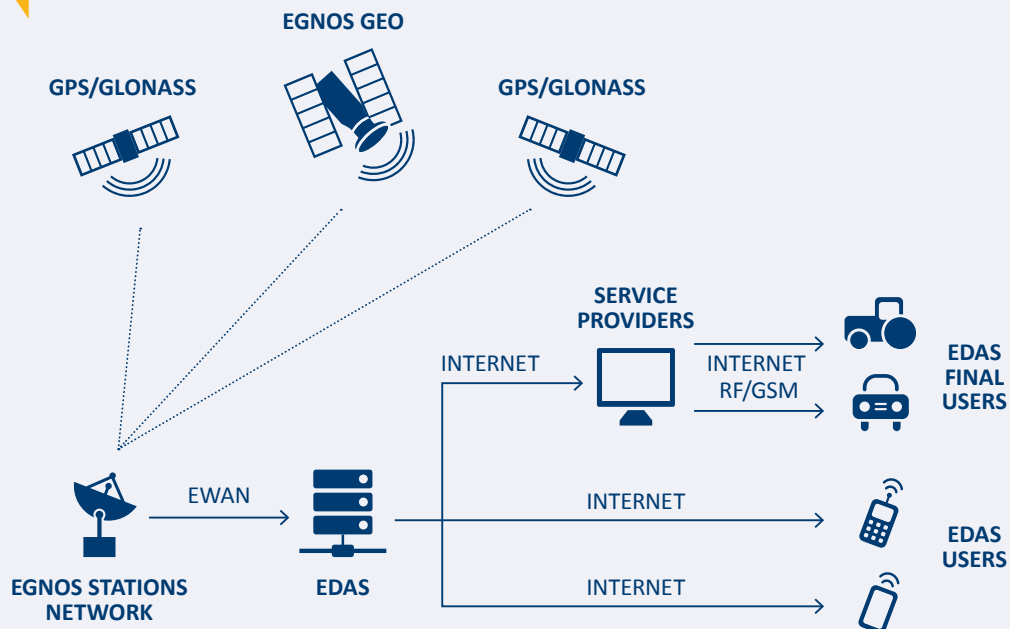 EGNOS GEO
GPS/GLONASS
GPS/GLONASS
SERVICE
PROVIDERS
INTERNET
INTERNET
RF/GSM
EDAS
FINAL
USERS
EWAN
INTERNET
EDAS
USERS
EGNOS STATIONS
NETWORK
EDAS
INTERNET